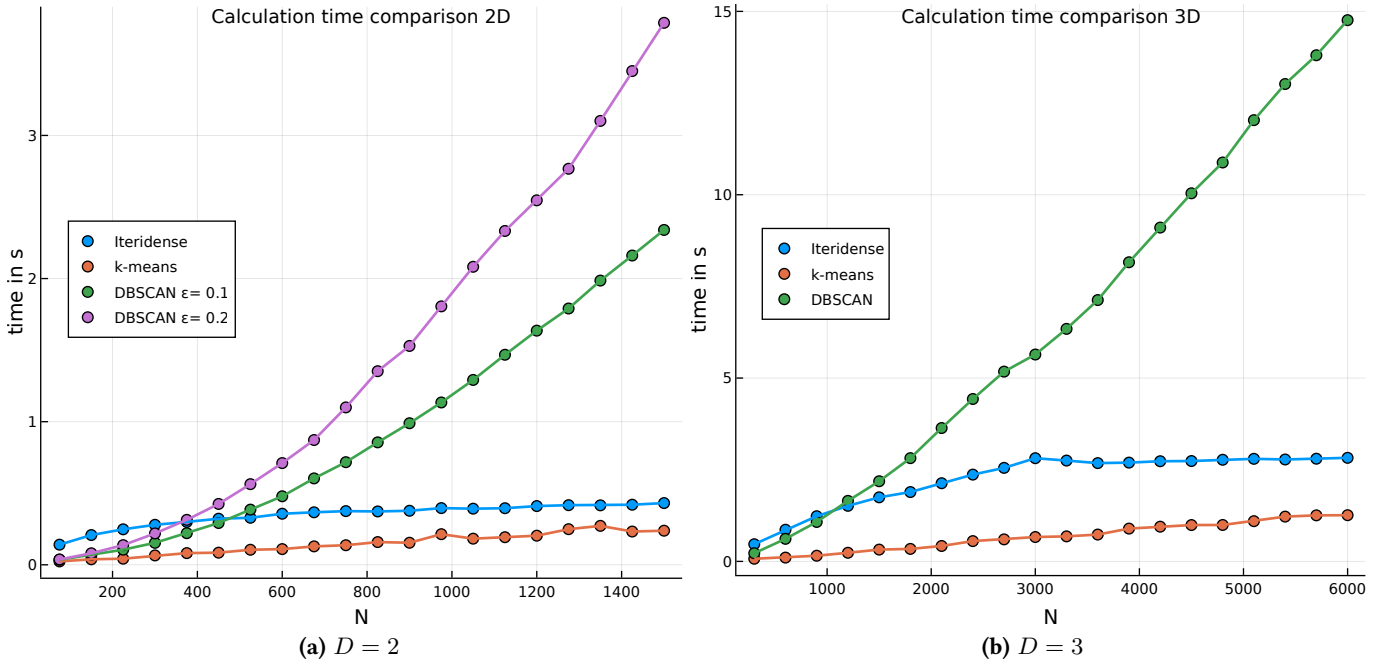 Calculation time comparison 2D
time in s
3
2
1
0
Iteridense
k-means
DBSCAN ε= 0.1
DBSCAN ε= 0.2
200 400 600 800 1000 1200 1400
N
(a) D = 2
Calculation time comparison 3D
time in s
15
10
5
0
Iteridense
k-means
DBSCAN
1000 2000 3000 4000 5000 6000
N
(b) D = 3